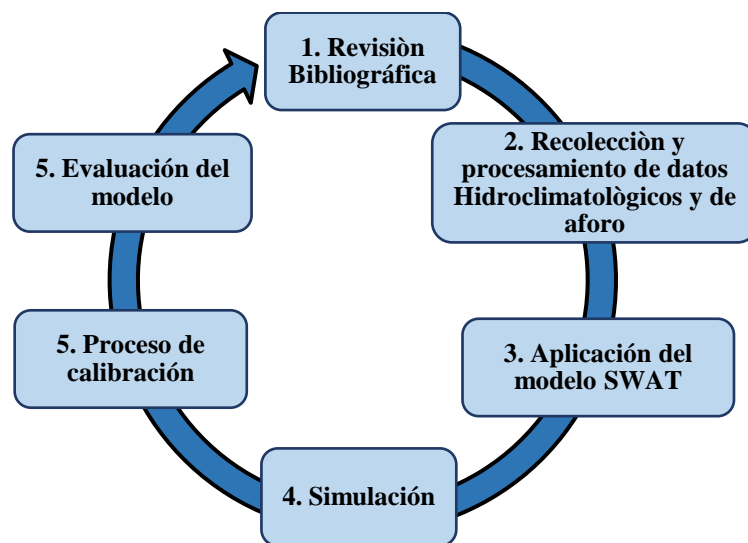 1. Revisiòn
Bibliográfica
2. Recolecciòn y
procesamiento de datos
Hidroclimatològicos y de
aforo
3. Aplicación del
modelo SWAT
4. Simulación
5. Proceso de
calibración
5. Evaluación del
modelo